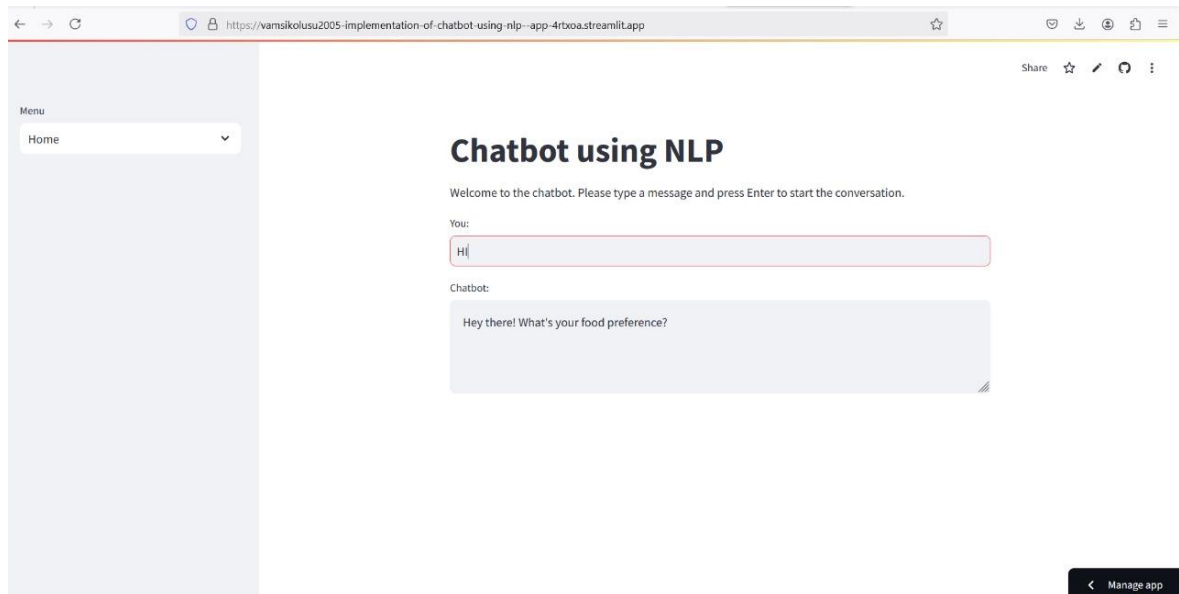 https://vamsikolusu2005-implementation-of-chatbot-using-nlp--app-4rtxoa.streamlit.app
Share
Menu
Home
Chatbot using NLP
Welcome to the chatbot. Please type a message and press Enter to start the conversation.
You:
HI
Chatbot:
Hey there! What's your food preference?
Manage app